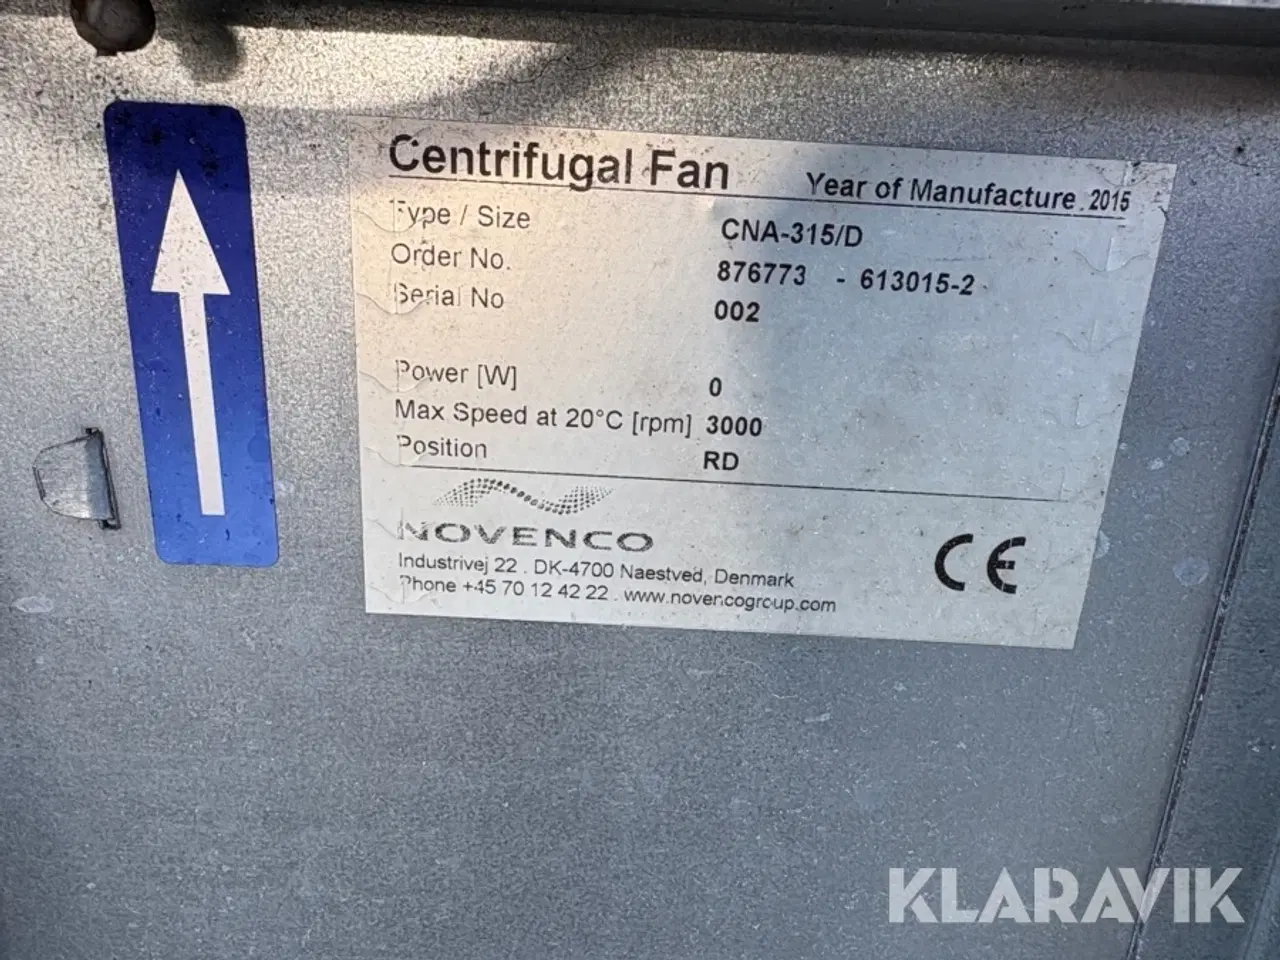 Centrifugal Fan Year of Manufacture 2015
Type / Size CNA-315/D
Order No. 876773 - 613015-2
Serial No 002
Power [W] 0
Max Speed at 20°C [rpm] 3000
Position RD
NOVENCO
Industrivej 22 . DK-4700 Naestved, Denmark
Phone +45 70 12 42 22 . www.novencogroup.com
CE
KLARAVIK